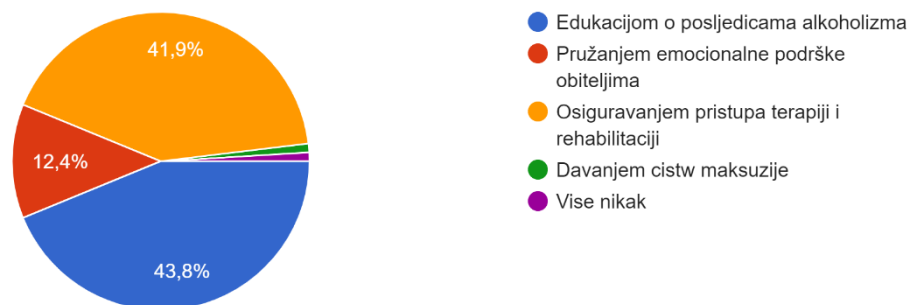 41,9%
12,4%
43,8%
Edukacijom o posljedicama alkoholizma
Pružanjem emocionalne podrške
obiteljima
Osiguravanjem pristupa terapiji i
rehabilitaciji
Davanjem cistw maksuzije
Vise nikak